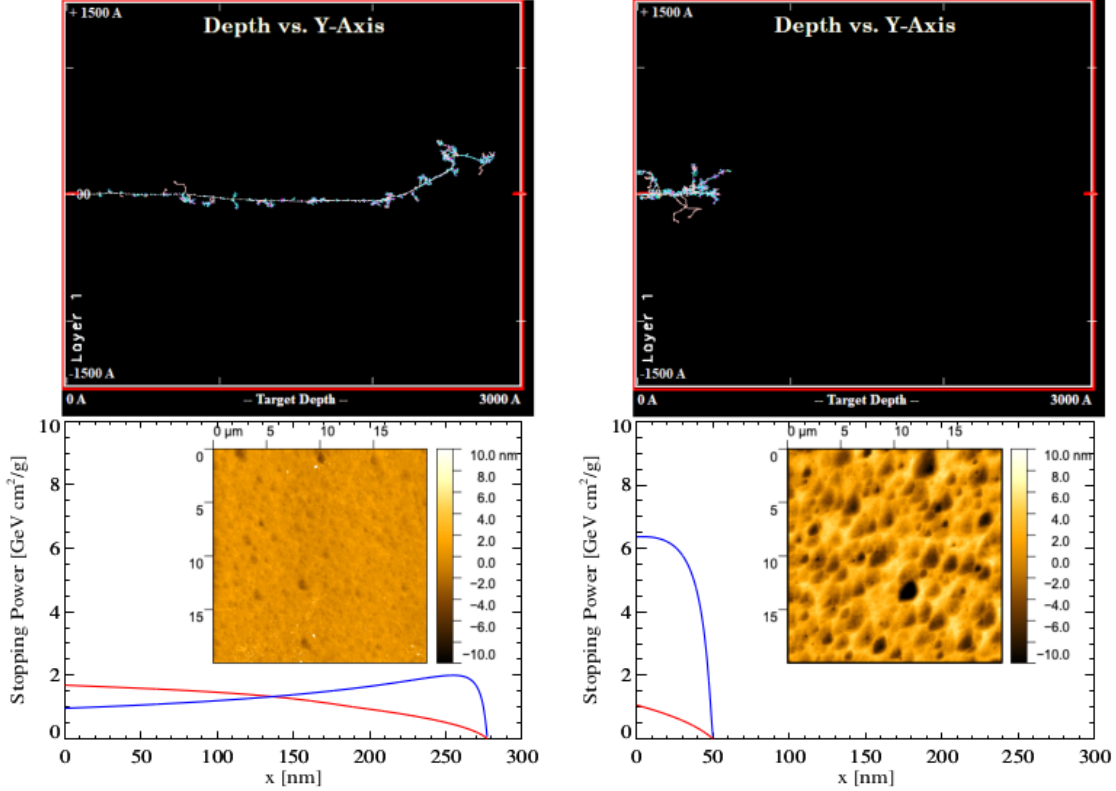 + 1500 A
Depth vs. Y-Axis
00
Layer 1
-1500 A
0 A
-- Target Depth --
3000 A
+ 1500 A
Depth vs. Y-Axis
00
Layer 1
-1500 A
0 A
-- Target Depth --
3000 A
Stopping Power [GeV cm²/g]
10
8
6
4
2
0
0 50 100 150 200 250 300
x [nm]
0 µm 5 10 15
0
5
10
15
10.0 nm
6.0
4.0
2.0
0.0
−2.0
−4.0
−6.0
−10.0
Stopping Power [GeV cm²/g]
10
8
6
4
2
0
0 50 100 150 200 250 300
x [nm]
0 µm 5 10 15
0
5
10
15
10.0 nm
6.0
4.0
2.0
0.0
−2.0
−4.0
−6.0
−10.0